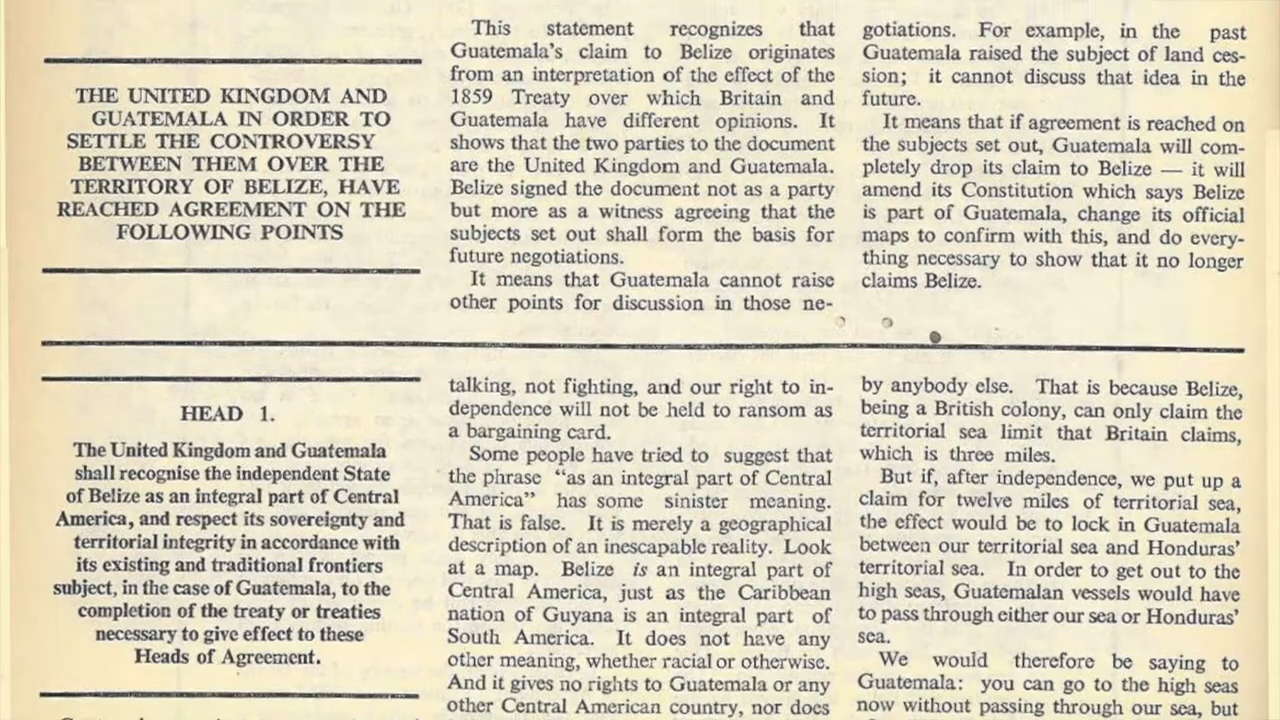 THE UNITED KINGDOM AND
GUATEMALA IN ORDER TO
SETTLE THE CONTROVERSY
BETWEEN THEM OVER THE
TERRITORY OF BELIZE, HAVE
REACHED AGREEMENT ON THE
FOLLOWING POINTS
This statement recognizes that
Guatemala's claim to Belize originates
from an interpretation of the effect of the
1859 Treaty over which Britain and
Guatemala have different opinions. It
shows that the two parties to the document
are the United Kingdom and Guatemala.
Belize signed the document not as a party
but more as a witness agreeing that the
subjects set out shall form the basis for
future negotiations.
It means that Guatemala cannot raise
other points for discussion in those ne-
gotiations. For example, in the past
Guatemala raised the subject of land ces-
sion; it cannot discuss that idea in the
future.
It means that if agreement is reached on
the subjects set out, Guatemala will com-
pletely drop its claim to Belize — it will
amend its Constitution which says Belize
is part of Guatemala, change its official
maps to confirm with this, and do every-
thing necessary to show that it no longer
claims Belize.
HEAD 1.
The United Kingdom and Guatemala
shall recognise the independent State
of Belize as an integral part of Central
America, and respect its sovereignty and
territorial integrity in accordance with
its existing and traditional frontiers
subject, in the case of Guatemala, to the
completion of the treaty or treaties
necessary to give effect to these
Heads of Agreement.
talking, not fighting, and our right to in-
dependence will not be held to ransom as
a bargaining card.
Some people have tried to suggest that
the phrase "as an integral part of Central
America" has some sinister meaning.
That is false. It is merely a geographical
description of an inescapable reality. Look
at a map. Belize is an integral part of
Central America, just as the Caribbean
nation of Guyana is an integral part of
South America. It does not have any
other meaning, whether racial or otherwise.
And it gives no rights to Guatemala or any
other Central American country, nor does
by anybody else. That is because Belize,
being a British colony, can only claim the
territorial sea limit that Britain claims,
which is three miles.
But if, after independence, we put up a
claim for twelve miles of territorial sea,
the effect would be to lock in Guatemala
between our territorial sea and Honduras'
territorial sea. In order to get out to the
high seas, Guatemalan vessels would have
to pass through either our sea or Honduras'
sea.
We would therefore be saying to
Guatemala: you can go to the high seas
now without passing through our sea, but